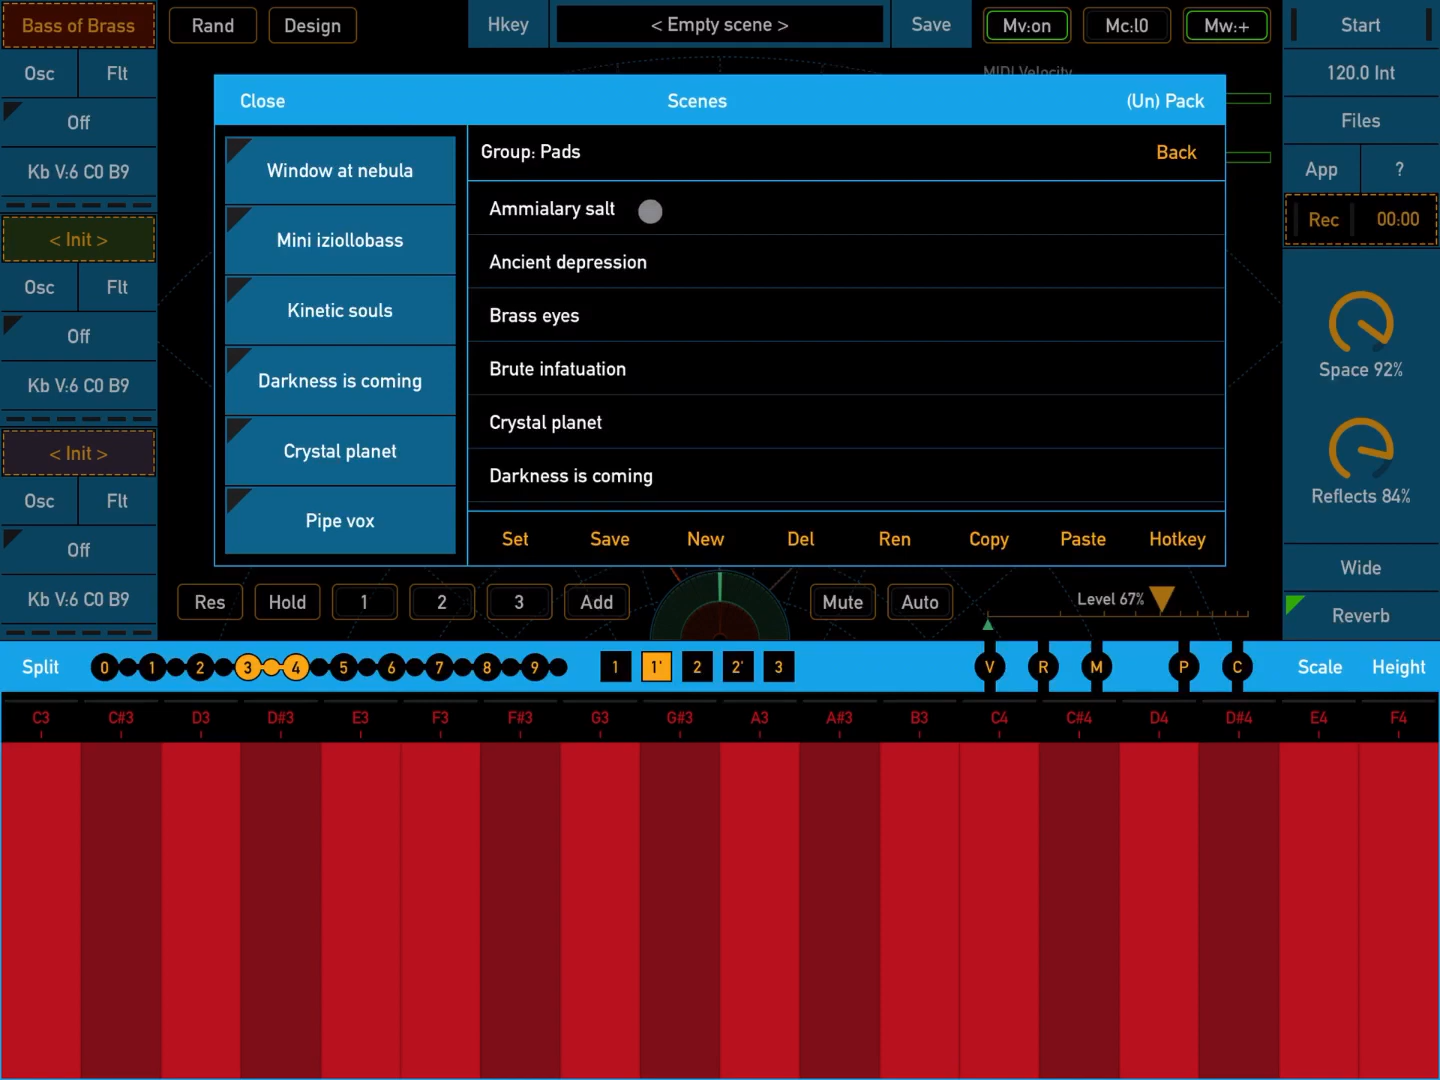 Bass of Brass
Rand
Design
Hkey
< Empty scene >
Save
Mv:on
Mc:l0
Mw:+
Start
Osc
Flt
120.0 Int
MIDI Velocity
Close
Scenes
(Un) Pack
Off
Files
Window at nebula
Group: Pads
Back
Kb V:6 C0 B9
App
?
Ammialary salt
Rec
00:00
< Init >
Mini iziollobass
Ancient depression
Osc
Flt
Kinetic souls
Brass eyes
Off
Space 92%
Kb V:6 C0 B9
Darkness is coming
Brute infatuation
Crystal planet
< Init >
Crystal planet
Darkness is coming
Osc
Flt
Reflects 84%
Pipe vox
Off
Set
Save
New
Del
Ren
Copy
Paste
Hotkey
Wide
Kb V:6 C0 B9
Res
Hold
1
2
3
Add
Mute
Auto
Level 67%
Reverb
Split
0 1 2 3 4 5 6 7 8 9
1 1' 2 2' 3
V R M P C
Scale
Height
C3 C#3 D3 D#3 E3 F3 F#3 G3 G#3 A3 A#3 B3 C4 C#4 D4 D#4 E4 F4